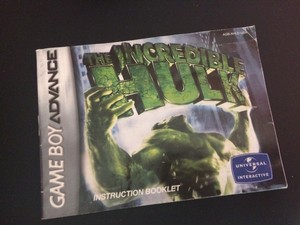 GAME BOY ADVANCE
THE INCREDIBLE
HULK
INSTRUCTION BOOKLET
UNIVERSAL
INTERACTIVE